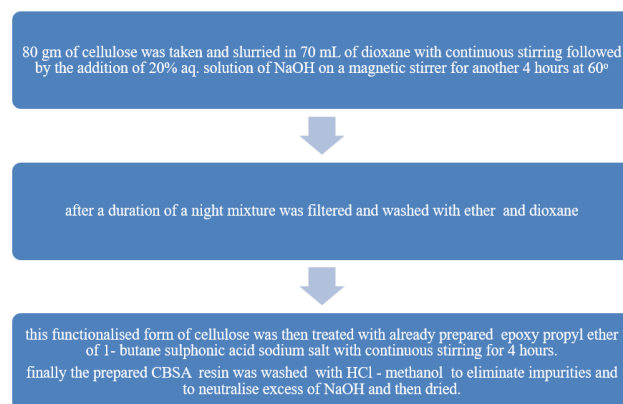 80 gm of cellulose was taken and slurried in 70 mL of dioxane with continuous stirring followed
by the addition of 20% aq. solution of NaOH on a magnetic stirrer for another 4 hours at 60º
after a duration of a night mixture was filtered and washed with ether and dioxane
this functionalised form of cellulose was then treated with already prepared epoxy propyl ether
of 1- butane sulphonic acid sodium salt with continuous stirring for 4 hours.
finally the prepared CBSA resin was washed with HCl - methanol to eliminate impurities and
to neutralise excess of NaOH and then dried.